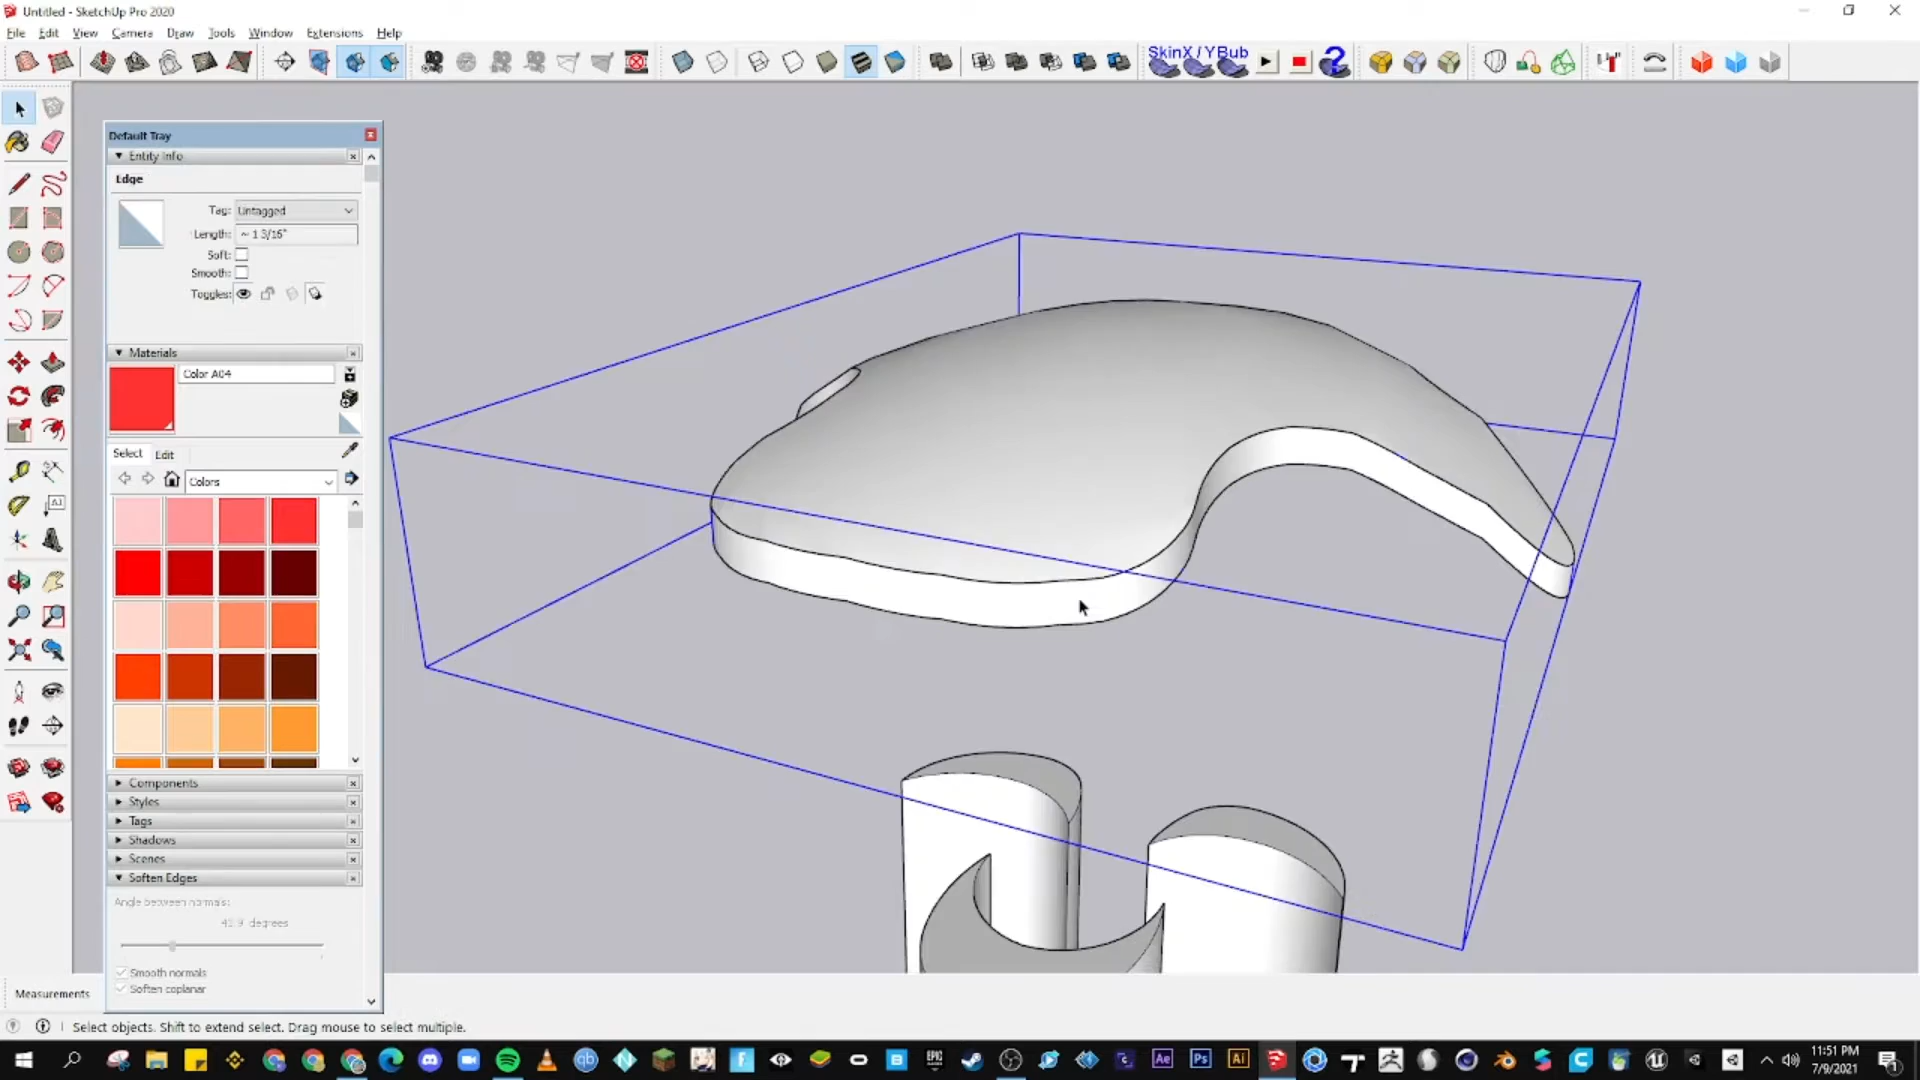 Untitled - SketchUp Pro 2020
File Edit View Camera Draw Tools Window Extensions Help
SkinX / YBub
Default Tray
Entity Info
Edge
Tag: Untagged
Length: ~ 1 3/16"
Soft:
Smooth:
Toggles:
Materials
Color A04
Select Edit
Colors
Components
Styles
Tags
Shadows
Scenes
Soften Edges
Angle between normals:
degrees
Smooth normals
Soften coplanar
Measurements
Select objects. Shift to extend select. Drag mouse to select multiple.
Ae Ps Ai
11:51 PM
7/9/2021